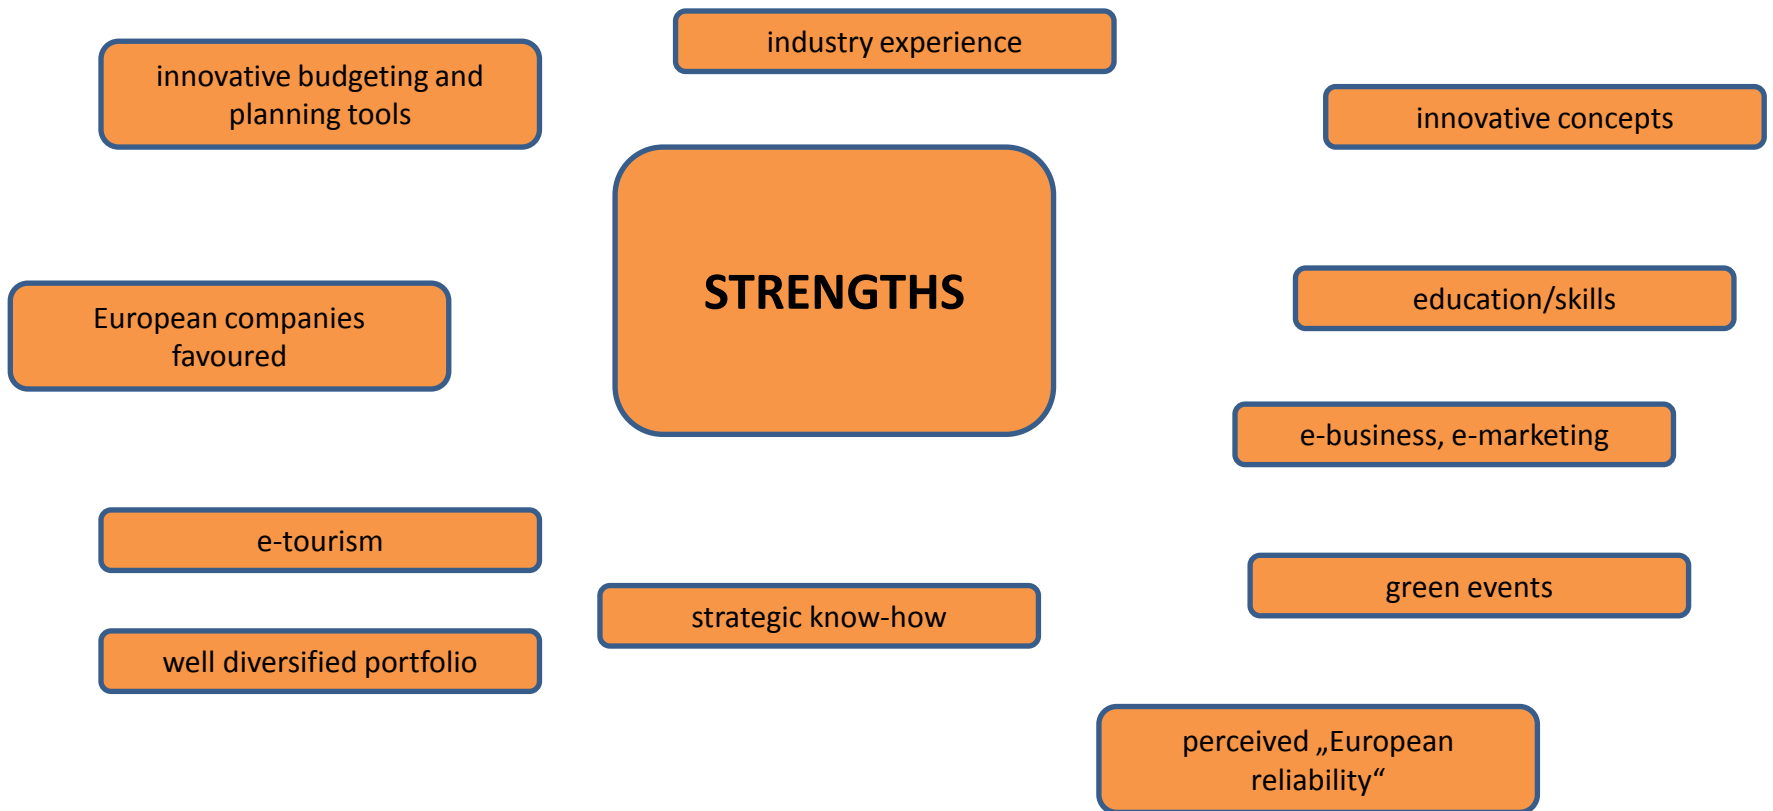 industry experience
innovative budgeting and
planning tools
innovative concepts
STRENGTHS
education/skills
European companies
favoured
e-business, e-marketing
e-tourism
green events
strategic know-how
well diversified portfolio
perceived „European
reliability“